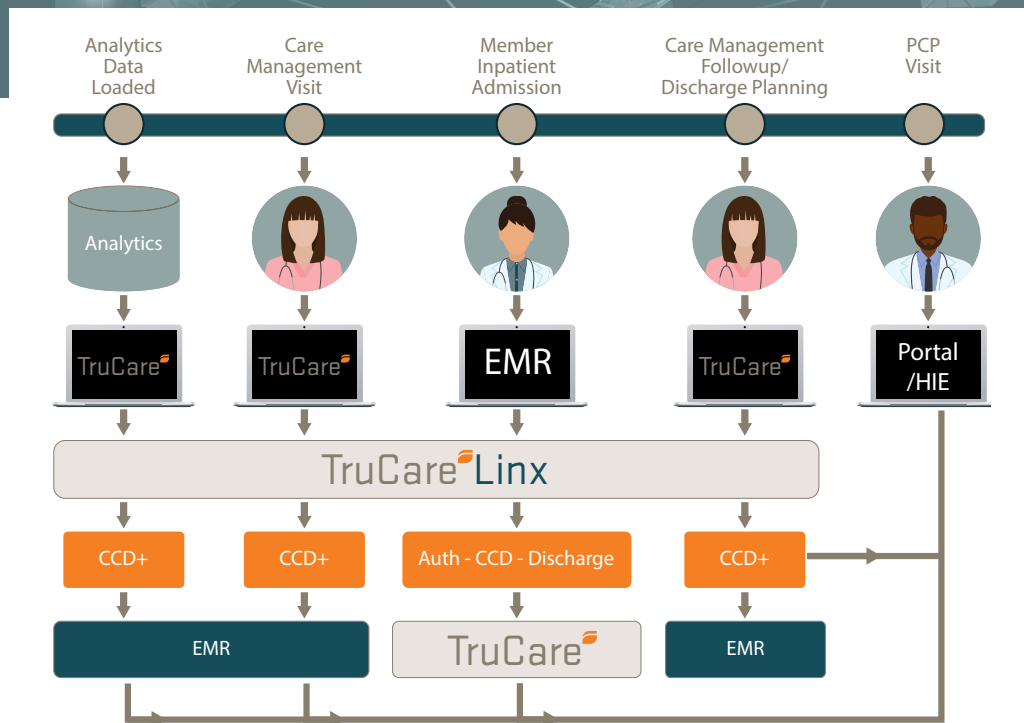 Analytics
Data
Loaded
Care
Management
Visit
Member
Inpatient
Admission
Care Management
Followup/
Discharge Planning
PCP
Visit
Analytics
TruCare
TruCare
EMR
TruCare
Portal
/HIE
TruCare Linx
CCD+
CCD+
Auth - CCD - Discharge
CCD+
EMR
TruCare
EMR